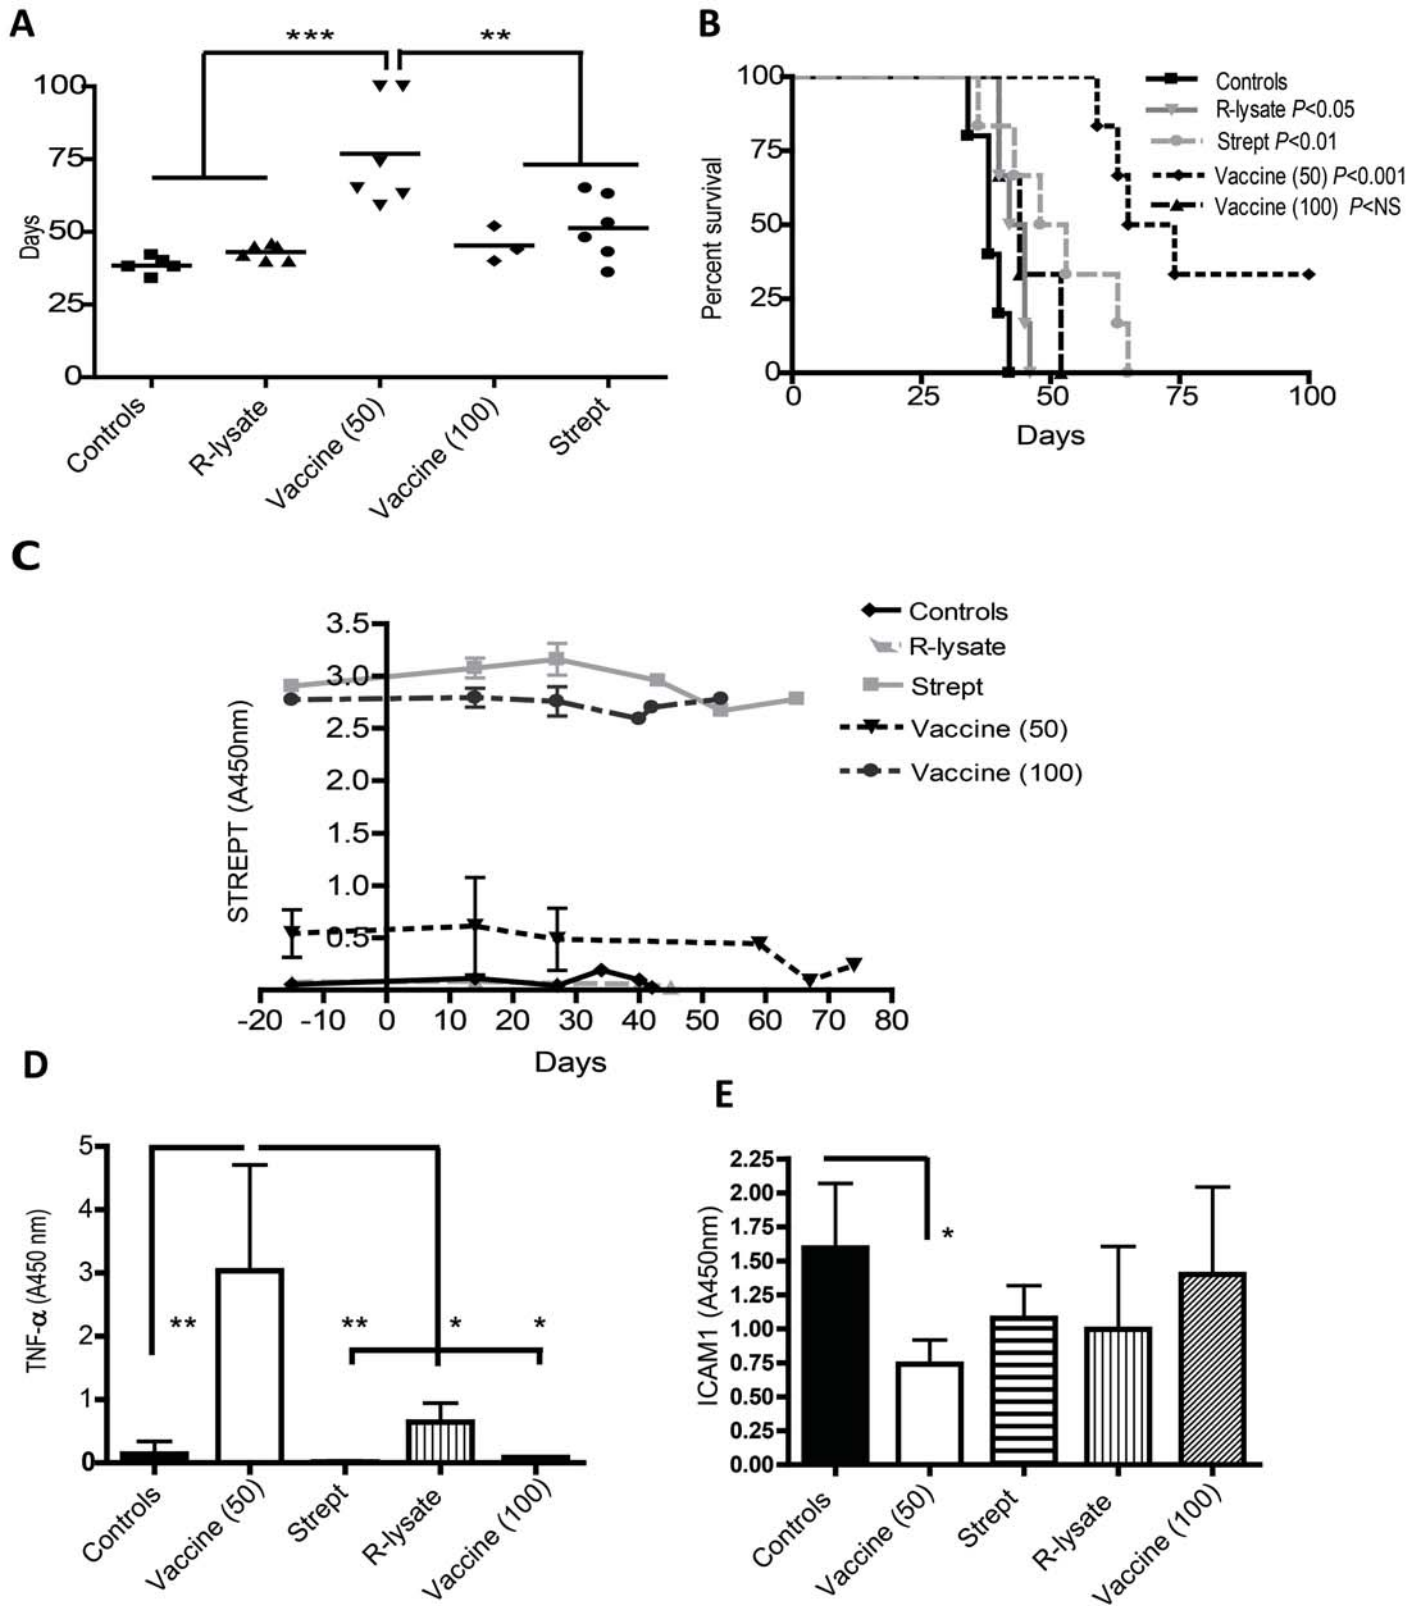 A
***
**
100
75
50
25
0
Days
Controls
R-lysate
Vaccine (50)
Vaccine (100)
Strept
B
100
75
50
25
0
Percent survival
0 25 50 75 100
Days
Controls
R-lysate P<0.05
Strept P<0.01
Vaccine (50) P<0.001
Vaccine (100) P<NS
C
3.5
3.0
2.5
2.0
1.5
1.0
0.5
STREPT (A450nm)
-20 -10 0 10 20 30 40 50 60 70 80
Days
Controls
R-lysate
Strept
Vaccine (50)
Vaccine (100)
D
5
4
3
2
1
0
TNF-α (A450 nm)
** ** * *
Controls
Vaccine (50)
Strept
R-lysate
Vaccine (100)
E
2.25
2.00
1.75
1.50
1.25
1.00
0.75
0.50
0.25
0.00
ICAM1 (A450nm)
*
Controls
Vaccine (50)
Strept
R-lysate
Vaccine (100)